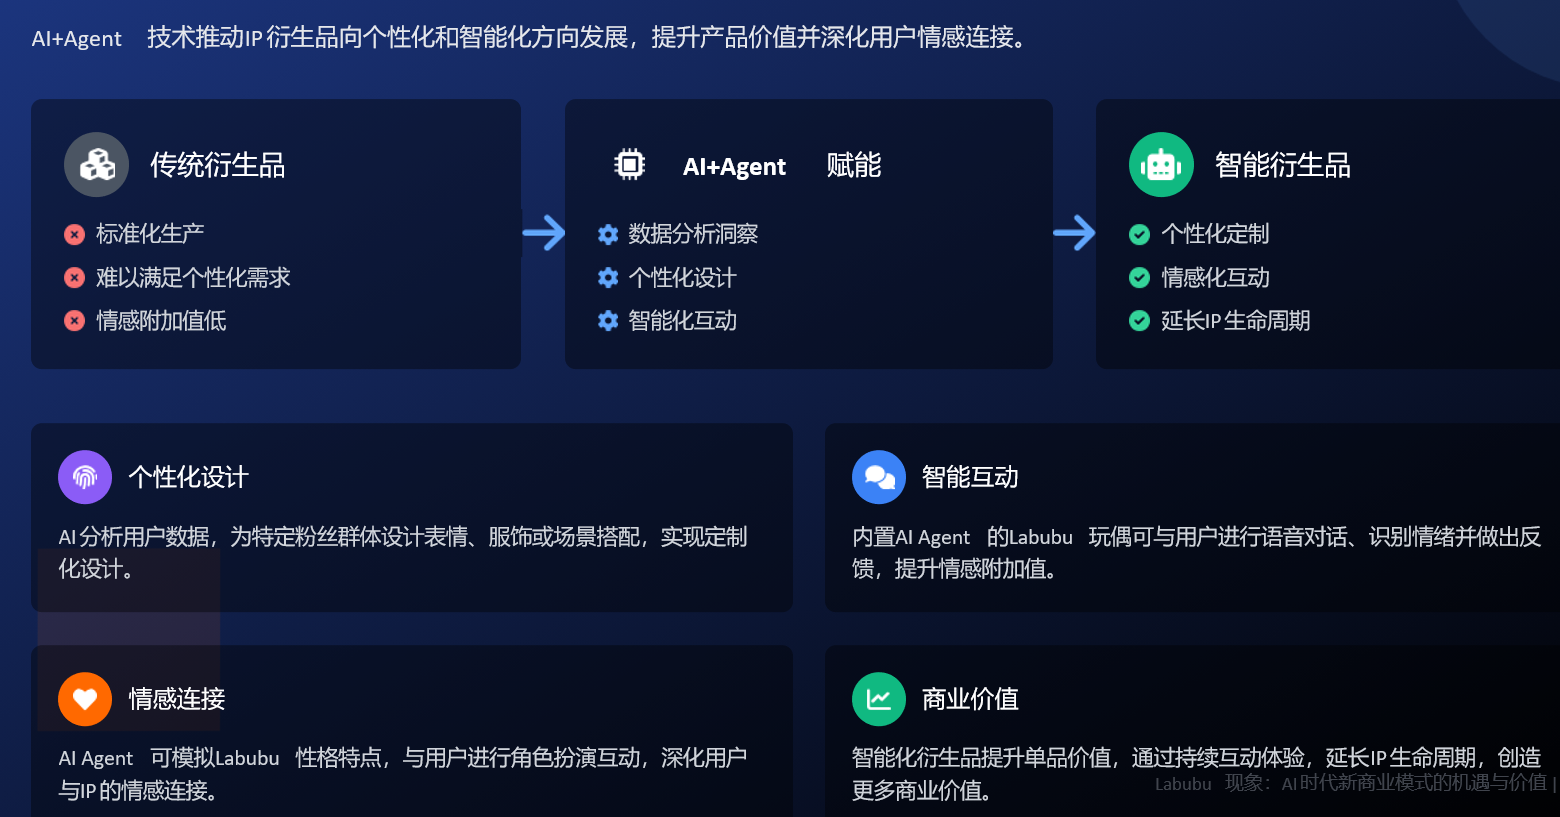 AI+Agent 技术推动IP衍生品向个性化和智能化方向发展，提升产品价值并深化用户情感连接。
传统衍生品
标准化生产
难以满足个性化需求
情感附加值低
AI+Agent 赋能
数据分析洞察
个性化设计
智能化互动
智能衍生品
个性化定制
情感化互动
延长IP生命周期
个性化设计
AI分析用户数据，为特定粉丝群体设计表情、服饰或场景搭配，实现定制
化设计。
智能互动
内置AI Agent 的Labubu 玩偶可与用户进行语音对话、识别情绪并做出反
馈，提升情感附加值。
情感连接
AI Agent 可模拟Labubu 性格特点，与用户进行角色扮演互动，深化用户
与IP的情感连接。
商业价值
智能化衍生品提升单品价值，通过持续互动体验，延长IP生命周期，创造
更多商业价值。
Labubu 现象：AI时代新商业模式的机遇与价值 |